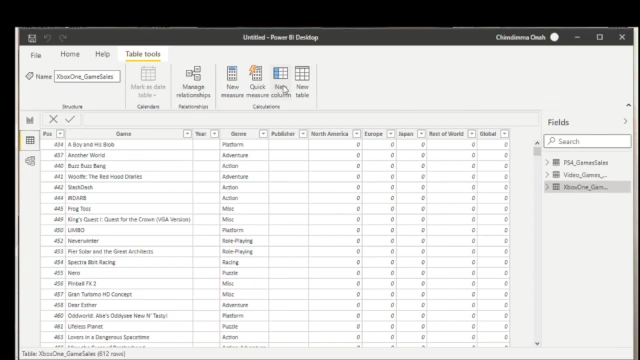 Untitled - Power BI Desktop
Chimdimma Onah
File
Home
Help
Table tools
Name
XboxOne_GameSales
Mark as date
table
Manage
relationships
New
measure
Quick
measure
New
column
New
table
Structure
Calendars
Relationships
Calculations
Pos Game Year Genre Publisher North America Europe Japan Rest of World Global
434 A Boy and His Blob Platform 0 0 0 0 0
437 Another World Adventure 0 0 0 0 0
440 Buzz Buzz Bang Action 0 0 0 0 0
441 Woolfe: The Red Hood Diaries Adventure 0 0 0 0 0
442 SlashDash Action 0 0 0 0 0
444 #IDARB Action 0 0 0 0 0
448 Frog Toss Misc 0 0 0 0 0
449 King's Quest I: Quest for the Crown (VGA Version) Misc 0 0 0 0 0
450 LIMBO Platform 0 0 0 0 0
452 Neverwinter Role-Playing 0 0 0 0 0
453 Pier Solar and the Great Architects Role-Playing 0 0 0 0 0
454 Spectra 8bit Racing Racing 0 0 0 0 0
455 Nero Puzzle 0 0 0 0 0
456 Pinball FX 2 Misc 0 0 0 0 0
457 Gran Turismo HD Concept Misc 0 0 0 0 0
458 Dear Esther Adventure 0 0 0 0 0
460 Oddworld: Abe's Oddysee New N' Tasty! Platform 0 0 0 0 0
461 Lifeless Planet Puzzle 0 0 0 0 0
463 Lovers in a Dangerous Spacetime Action 0 0 0 0 0
Fields
Search
PS4_GamesSales
Video_Games_...
XboxOne_Gam...
Table: XboxOne_GameSales (612 rows)